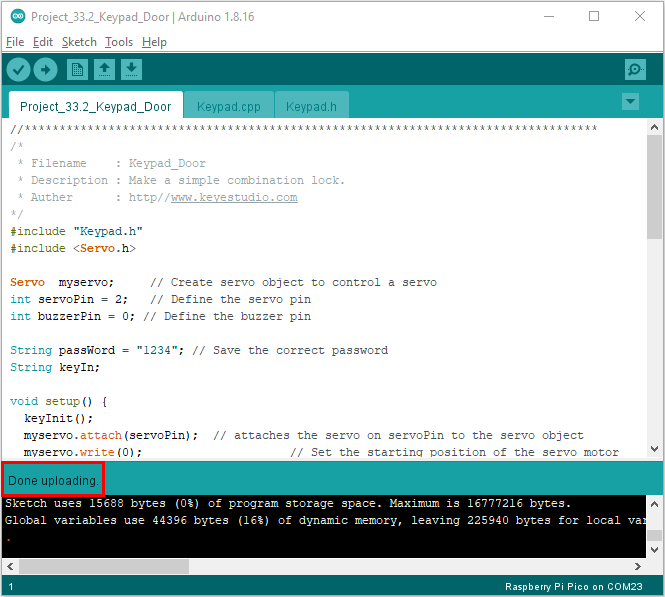 Project_33.2_Keypad_Door | Arduino 1.8.16
File Edit Sketch Tools Help
Project_33.2_Keypad_Door Keypad.cpp Keypad.h
//**********************************************************************************
/*
 * Filename    : Keypad_Door
 * Description : Make a simple combination lock.
 * Auther      : http//www.keyestudio.com
*/
#include "Keypad.h"
#include <Servo.h>
Servo  myservo;     // Create servo object to control a servo
int servoPin = 2;   // Define the servo pin
int buzzerPin = 0; // Define the buzzer pin
String passWord = "1234"; // Save the correct password
String keyIn;
void setup() {
  keyInit();
  myservo.attach(servoPin);  // attaches the servo on servoPin to the servo object
  myservo.write(0);                     // Set the starting position of the servo motor
Done uploading.
Sketch uses 15688 bytes (0%) of program storage space. Maximum is 16777216 bytes.
Global variables use 44396 bytes (16%) of dynamic memory, leaving 225940 bytes for local var
.
1 Raspberry Pi Pico on COM23